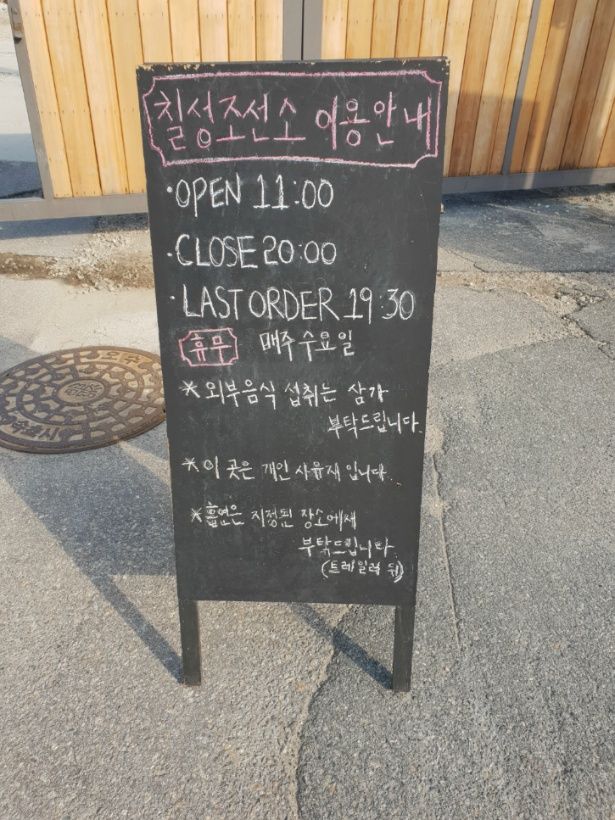 칠성조선소 이용안내
·OPEN 11:00
·CLOSE 20:00
·LAST ORDER 19:30
휴무 매주 수요일
*외부음식 섭취는 삼가
부탁드립니다.
*이 곳은 개인 사유재 입니다.
*흡연은 지정된 장소에서
부탁드립니다.
(트레일러 뒤)